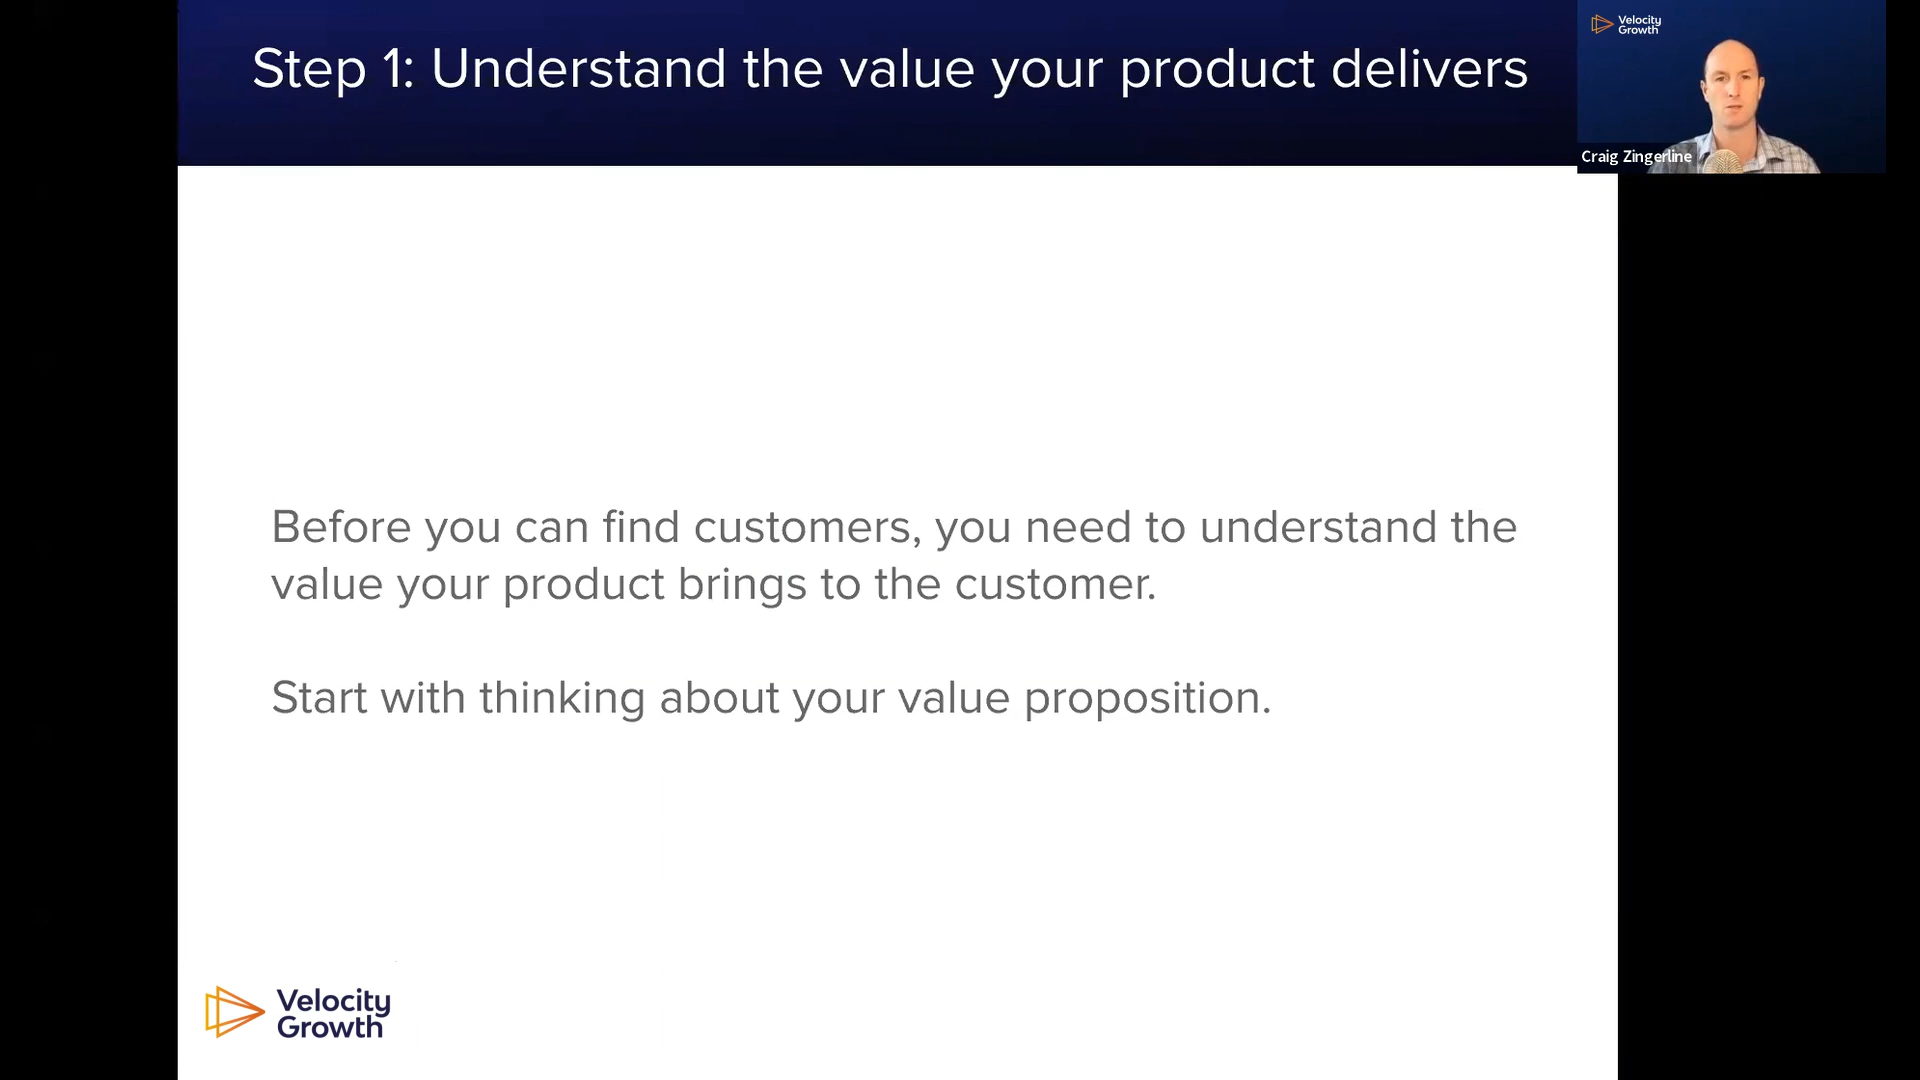 Step 1: Understand the value your product delivers
Velocity
Growth
Craig Zingerline
Before you can find customers, you need to understand the
value your product brings to the customer.
Start with thinking about your value proposition.
Velocity
Growth